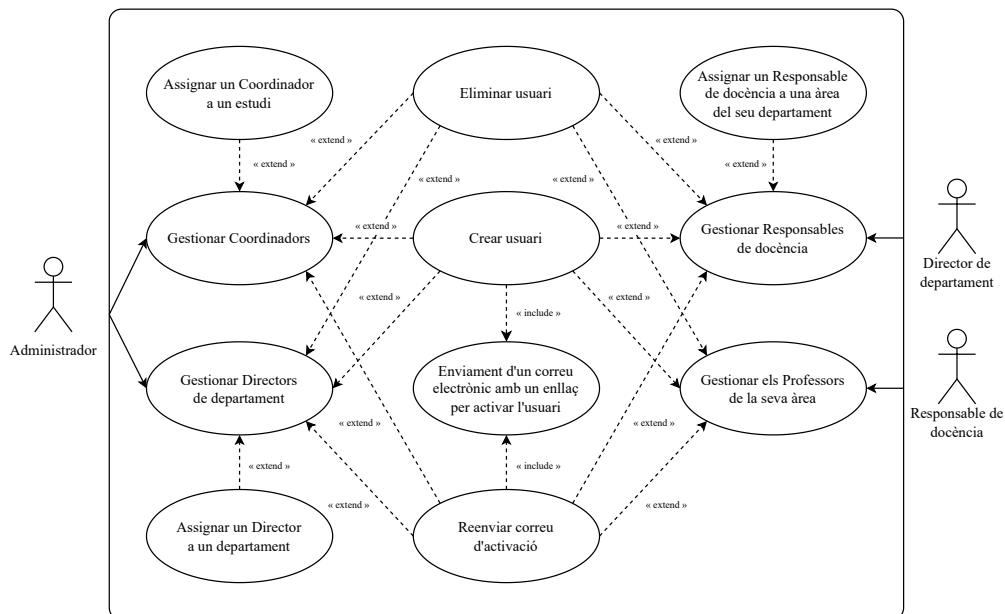 Assignar un Coordinador
a un estudi
Eliminar usuari
Assignar un Responsable
de docència a una àrea
del seu departament
« extend »
« extend »
« extend »
« extend »
« extend »
« extend »
« extend »
Gestionar Coordinadors
« extend »
Crear usuari
« extend »
Gestionar Responsables
de docència
Director de
departament
« extend »
« extend »
« include »
Administrador
Gestionar Directors
de departament
Enviament d'un correu
electrònic amb un enllaç
per activar l'usuari
Gestionar els Professors
de la seva àrea
Responsable de
docència
« extend »
« extend »
« extend »
« include »
« extend »
« extend »
Assignar un Director
a un departament
Reenviar correu
d'activació